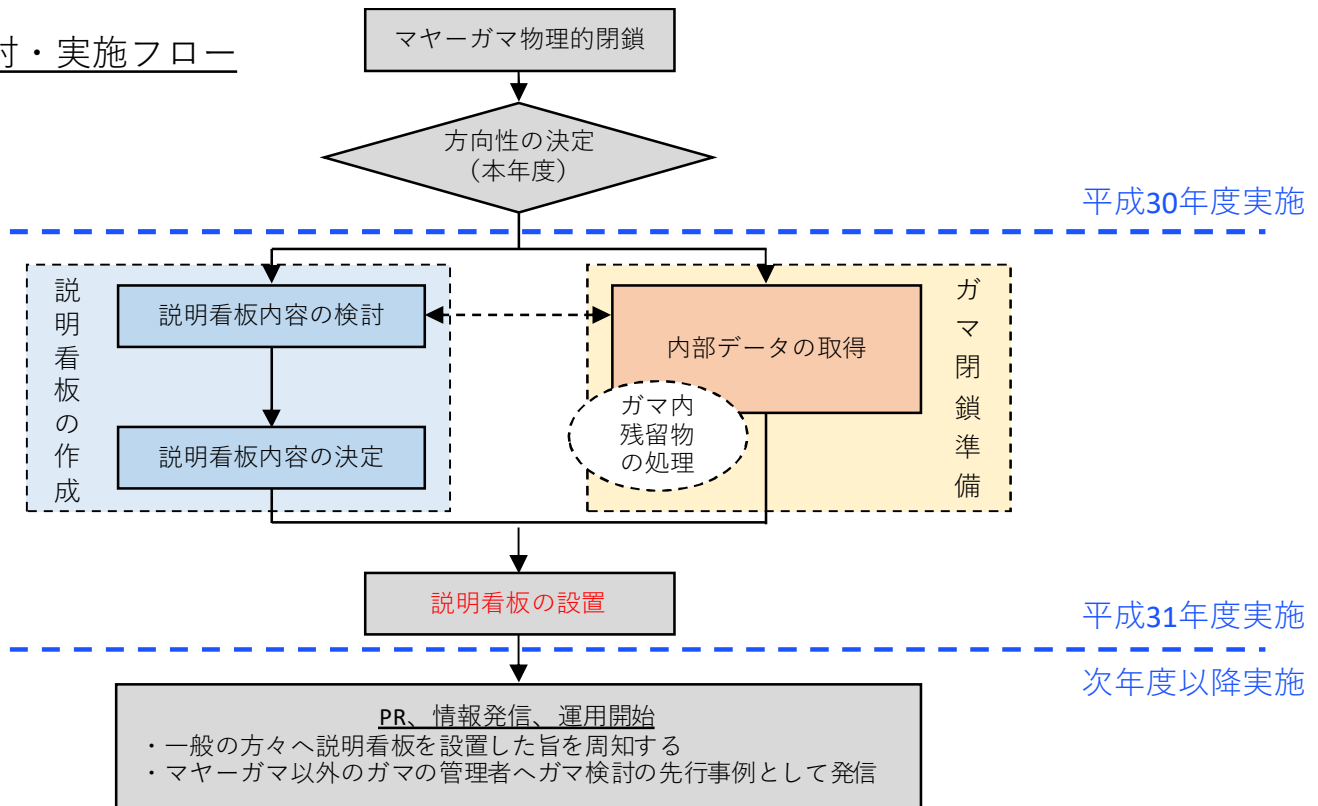 討・実施フロー
マヤーガマ物理的閉鎖
方向性の決定
（本年度）
平成30年度実施
説明看板の作成
説明看板内容の検討
説明看板内容の決定
内部データの取得
ガマ内
残留物
の処理
ガマ閉鎖準備
説明看板の設置
平成31年度実施
次年度以降実施
PR、情報発信、運用開始
・一般の方々へ説明看板を設置した旨を周知する
・マヤーガマ以外のガマの管理者へガマ検討の先行事例として発信